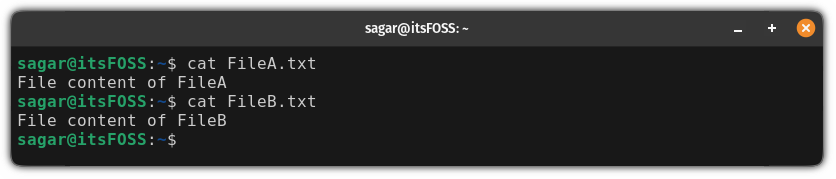 sagar@itsFOSS: ~
sagar@itsFOSS:~$ cat FileA.txt
File content of FileA
sagar@itsFOSS:~$ cat FileB.txt
File content of FileB
sagar@itsFOSS:~$